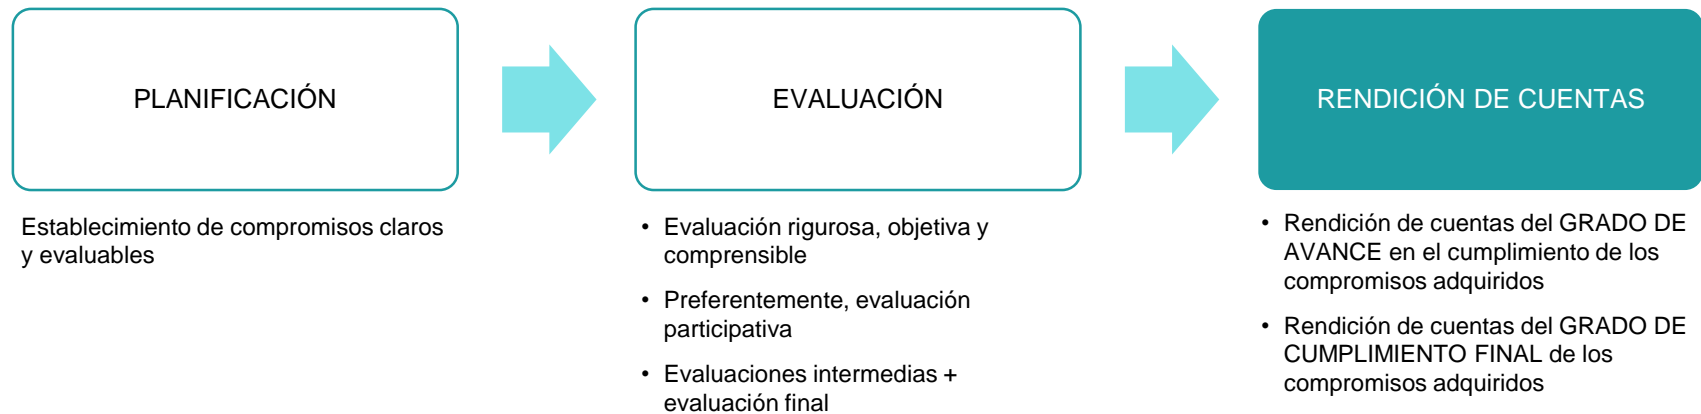 PLANIFICACIÓN
Establecimiento de compromisos claros
y evaluables
EVALUACIÓN
• Evaluación rigurosa, objetiva y
comprensible
• Preferentemente, evaluación
participativa
• Evaluaciones intermedias +
evaluación final
RENDICIÓN DE CUENTAS
• Rendición de cuentas del GRADO DE
AVANCE en el cumplimiento de los
compromisos adquiridos
• Rendición de cuentas del GRADO DE
CUMPLIMIENTO FINAL de los
compromisos adquiridos